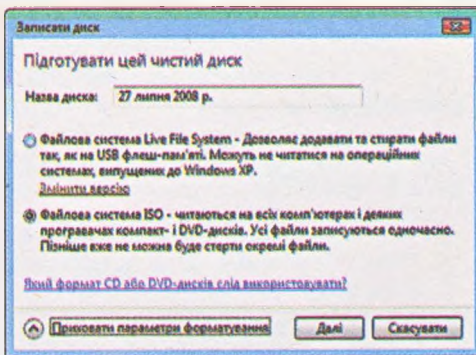 Записати диск
Підготувати цей чистий диск
Назва диска: 27 липня 2008 р.
Файлова система Live File System - Дозволяє додавати та стирати файли
так, як на USB флеш-пам'яті. Можуть не читатися на операційних
системах, випущених до Windows XP.
Змінити версію
Файлова система ISO - читаються на всіх комп'ютерах і деяких
програвачах компакт- і DVD-дисків. Усі файли записуються одночасно.
Пізніше вже не можна буде стерти окремі файли.
Який формат CD або DVD-дисків слід використовувати?
Приховати параметри форматування
Далі
Скасувати